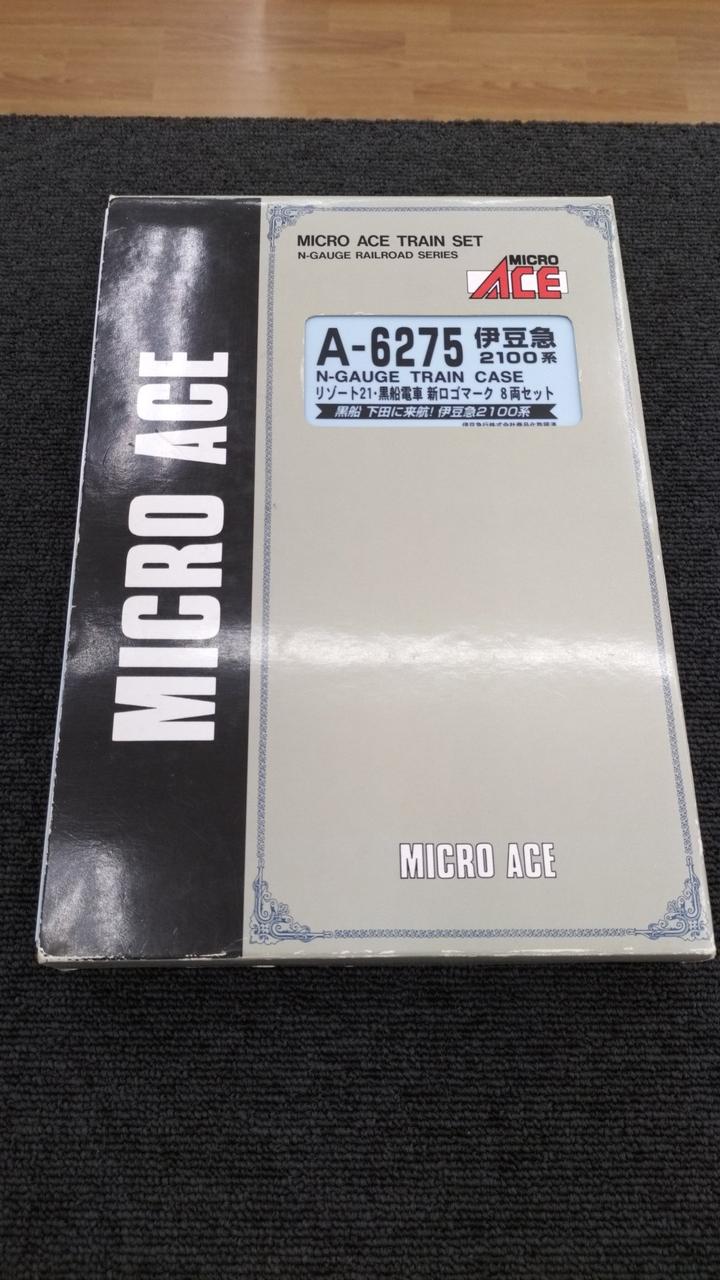 MICRO ACE
MICRO ACE TRAIN SET
N-GAUGE RAILROAD SERIES
MICRO
ACE
A-6275 伊豆急
2100系
N-GAUGE TRAIN CASE
リゾート21・黒船電車 新ロゴマーク 8両セット
黒船 下田に来航! 伊豆急2100系
MICRO ACE